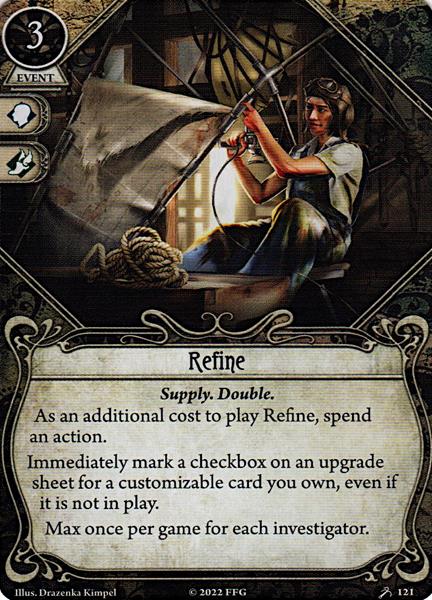 3
EVENT
Refine
Supply. Double.
As an additional cost to play Refine, spend
an action.
Immediately mark a checkbox on an upgrade
sheet for a customizable card you own, even if
it is not in play.
Max once per game for each investigator.
Illus. Drazenka Kimpel
© 2022 FFG
121